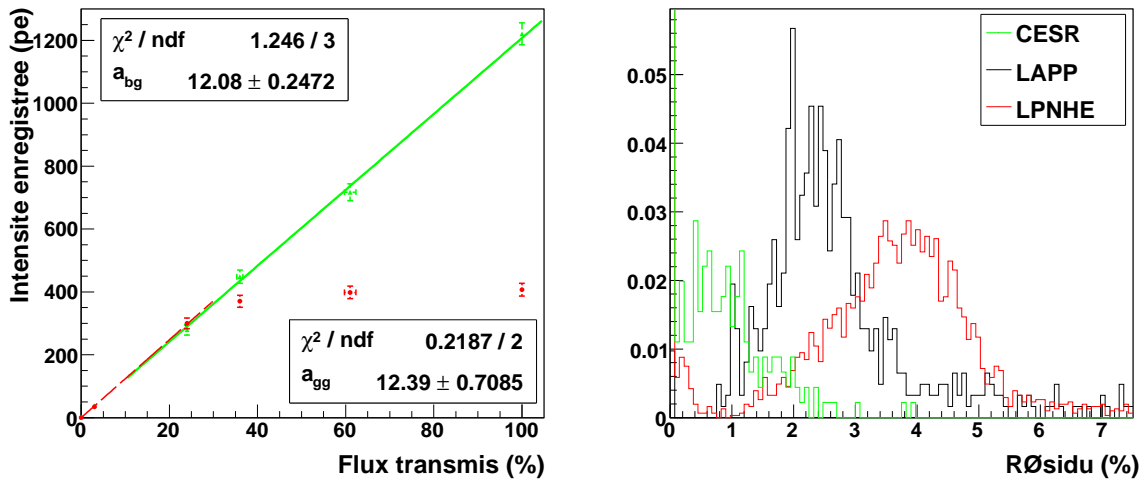 Intensite enregistree (pe)
χ² / ndf 1.246 / 3
a_bg 12.08 ± 0.2472
χ² / ndf 0.2187 / 2
a_gg 12.39 ± 0.7085
1200
1000
800
600
400
200
0
0 20 40 60 80 100
Flux transmis (%)
CESR
LAPP
LPNHE
0.05
0.04
0.03
0.02
0.01
0
0 1 2 3 4 5 6 7
RØsidu (%)